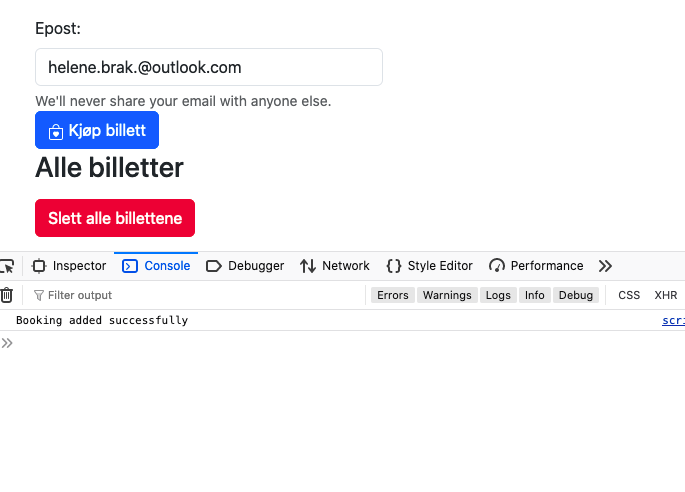 Epost:
helene.brak.@outlook.com
We'll never share your email with anyone else.
Kjøp billett
Alle billetter
Slett alle billettene
Inspector Console Debugger Network Style Editor Performance
Filter output Errors Warnings Logs Info Debug CSS XHR
Booking added successfully scri